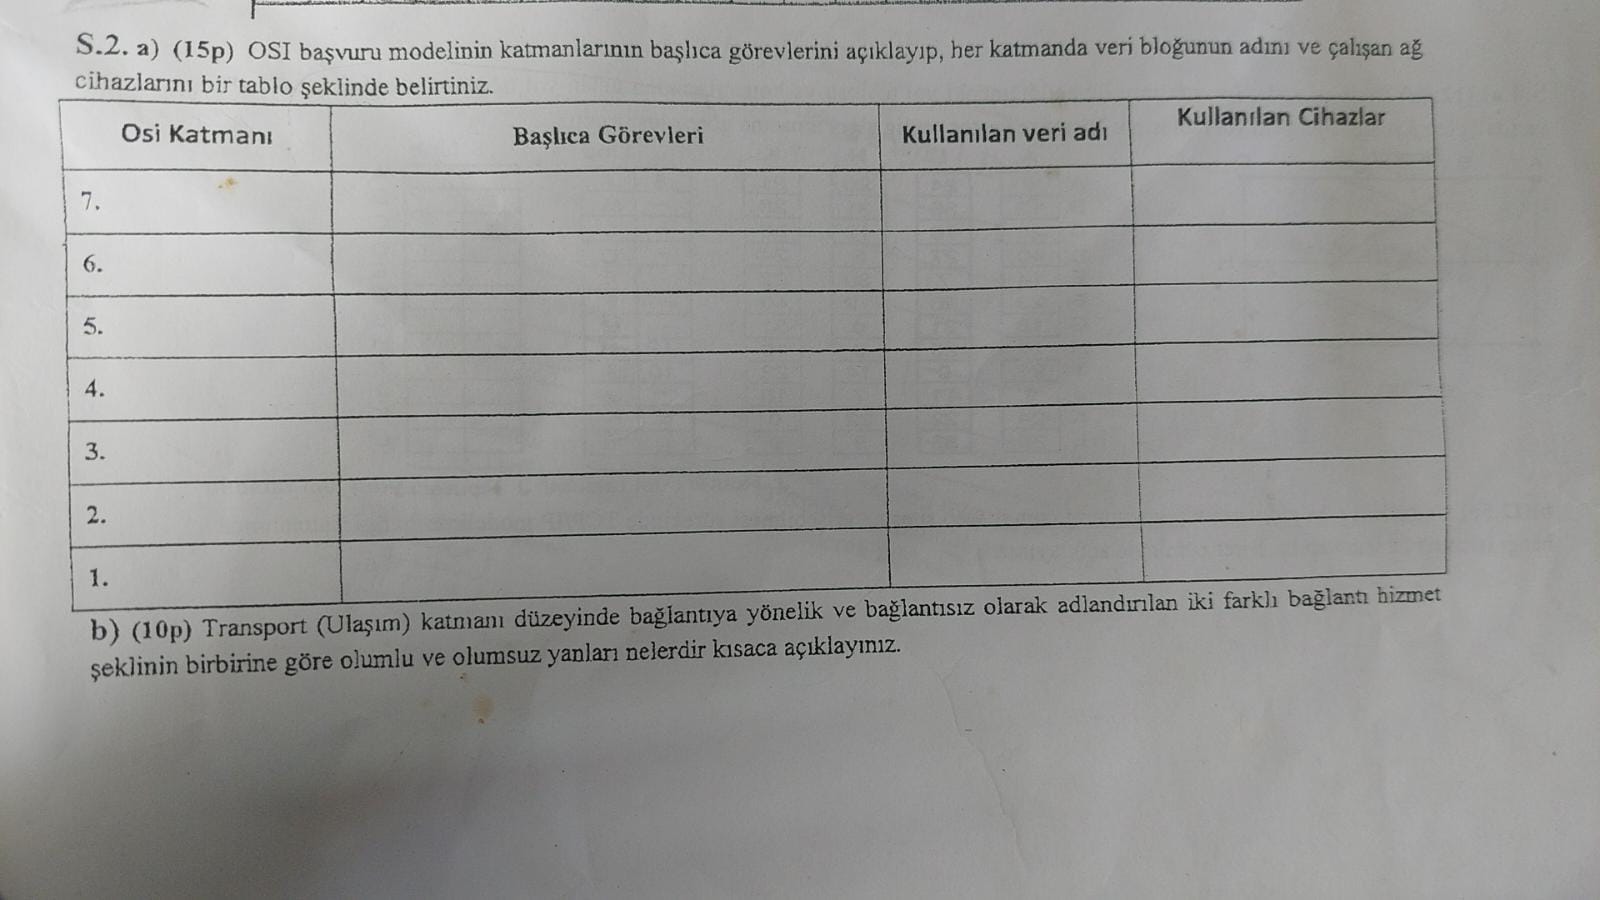 S.2. a) (15p) OSI başvuru modelinin katmanlarının başlıca görevlerini açıklayıp, her katmanda veri bloğunun adını ve çalışan ağ
cihazlarını bir tablo şeklinde belirtiniz.
Osi Katmanı Başlıca Görevleri Kullanılan veri adı Kullanılan Cihazlar
7.
6.
5.
4.
3.
2.
1.
b) (10p) Transport (Ulaşım) katmanı düzeyinde bağlantıya yönelik ve bağlantısız olarak adlandırılan iki farklı bağlantı hizmet
şeklinin birbirine göre olumlu ve olumsuz yanları nelerdir kısaca açıklayınız.